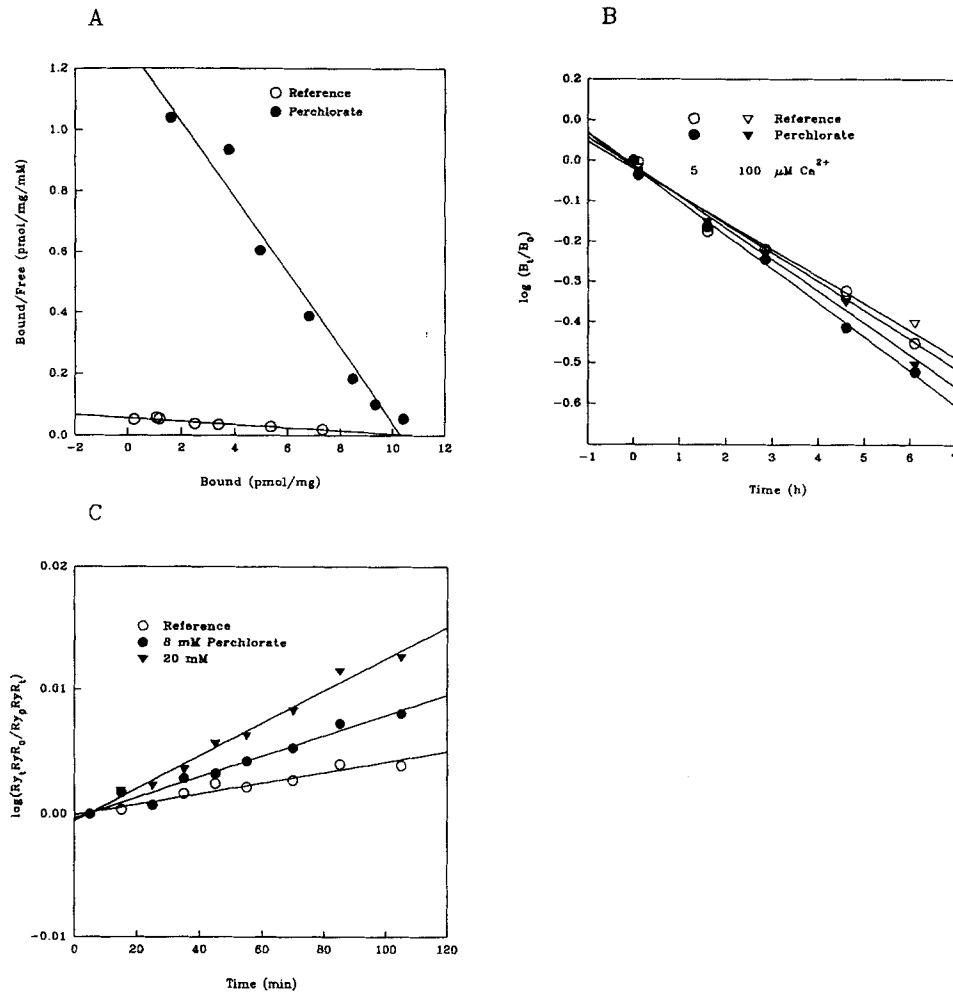 A
1.2
1.0
0.8
0.6
0.4
0.2
0.0
-2 0 2 4 6 8 10 12
Bound/Free (pmol/mg/mM)
Bound (pmol/mg)
Reference
Perchlorate
B
0.2
0.0
0.0
-0.1
-0.2
-0.3
-0.4
-0.5
-0.6
-1 0 1 2 3 4 5 6 7
log (Bt/B0)
Time (h)
Reference
Perchlorate
5 100 μM Ca2+
C
0.02
0.01
0.00
-0.01
0 20 40 60 80 100 120
log(RytRyR0/Ry0RyRt)
Time (min)
Reference
8 mM Perchlorate
20 mM